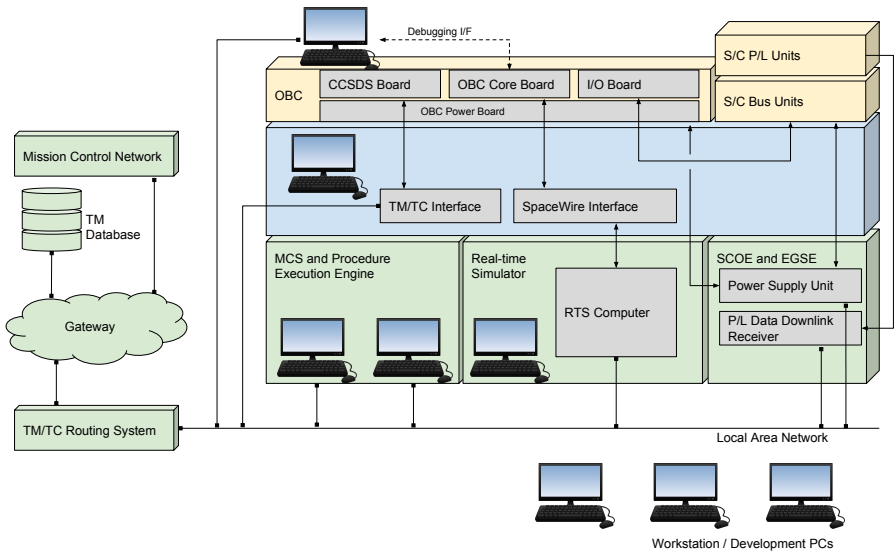 Debugging I/F
S/C P/L Units
OBC
CCSDS Board
OBC Core Board
I/O Board
OBC Power Board
S/C Bus Units
Mission Control Network
TM
Database
TM/TC Interface
SpaceWire Interface
MCS and Procedure
Execution Engine
Real-time
Simulator
SCOE and EGSE
Power Supply Unit
RTS Computer
P/L Data Downlink
Receiver
Gateway
TM/TC Routing System
Local Area Network
Workstation / Development PCs